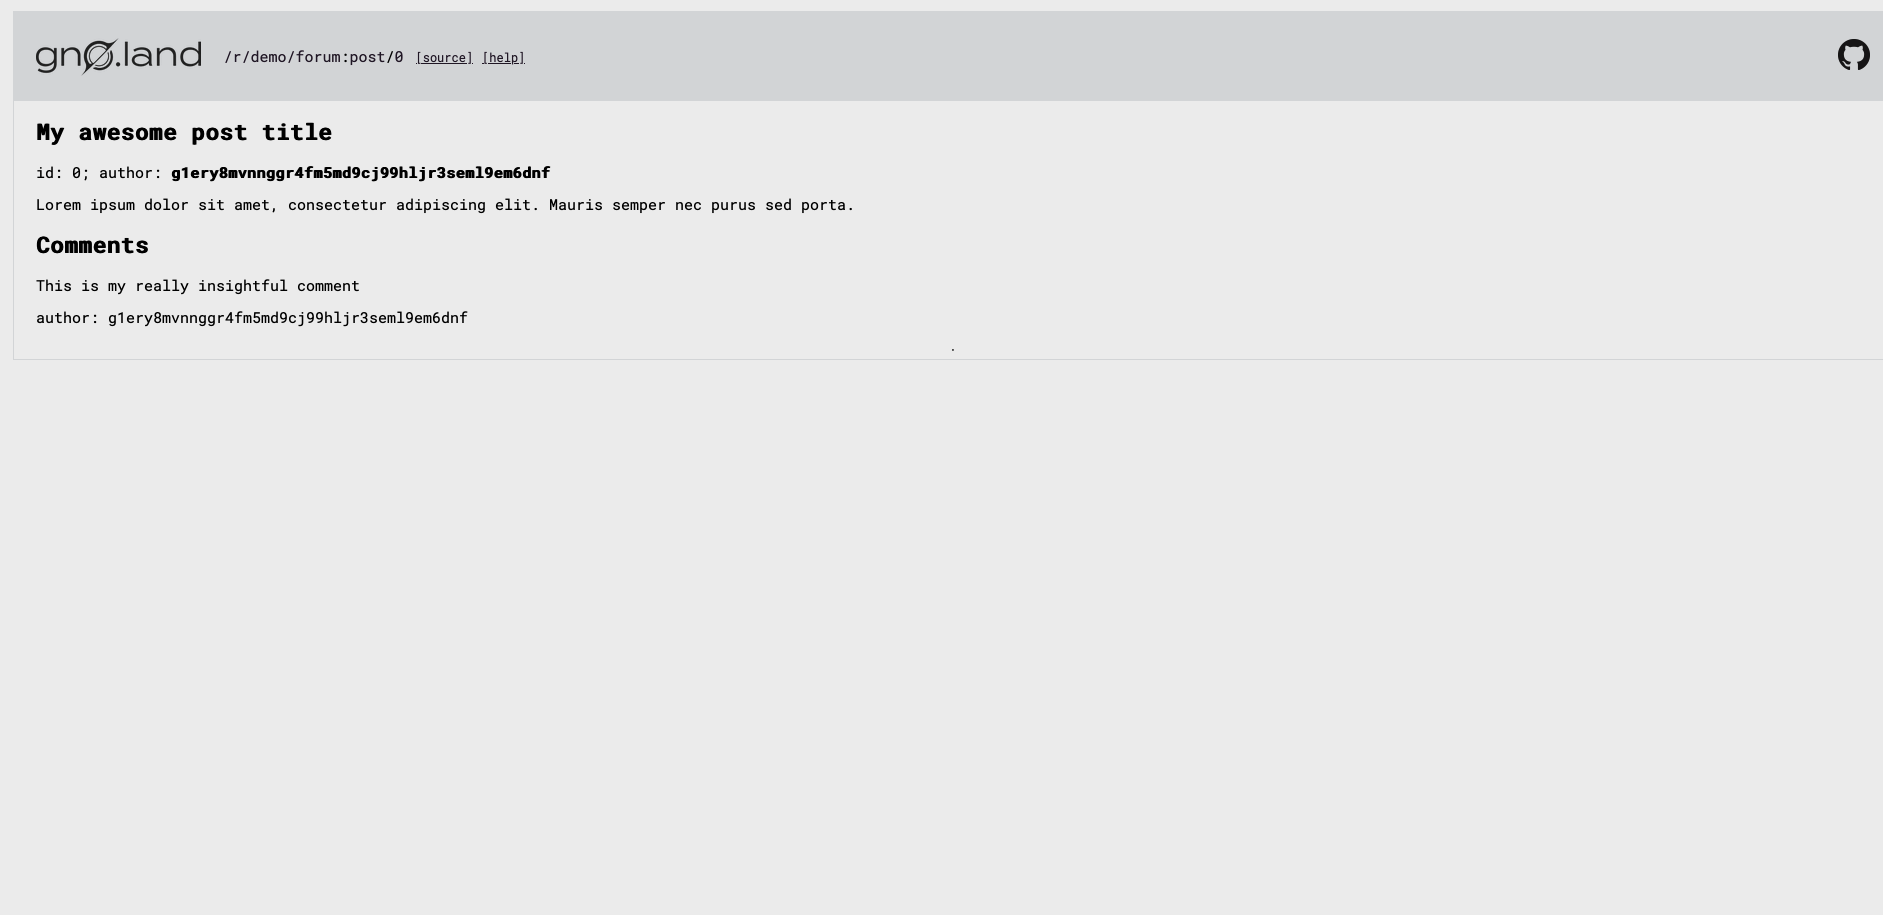 gno.land /r/demo/forum:post/0 [source] [help]
My awesome post title
id: 0; author: g1ery8mvnnggr4fm5md9cj99hljr3seml9em6dnf
Lorem ipsum dolor sit amet, consectetur adipiscing elit. Mauris semper nec purus sed porta.
Comments
This is my really insightful comment
author: g1ery8mvnnggr4fm5md9cj99hljr3seml9em6dnf
.